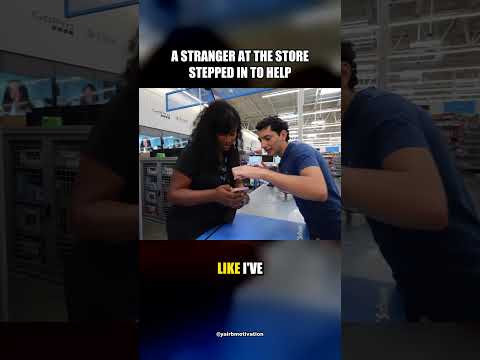 A STRANGER AT THE STORE
STEPPED IN TO HELP
LIKE I'VE
@yairbmotivation